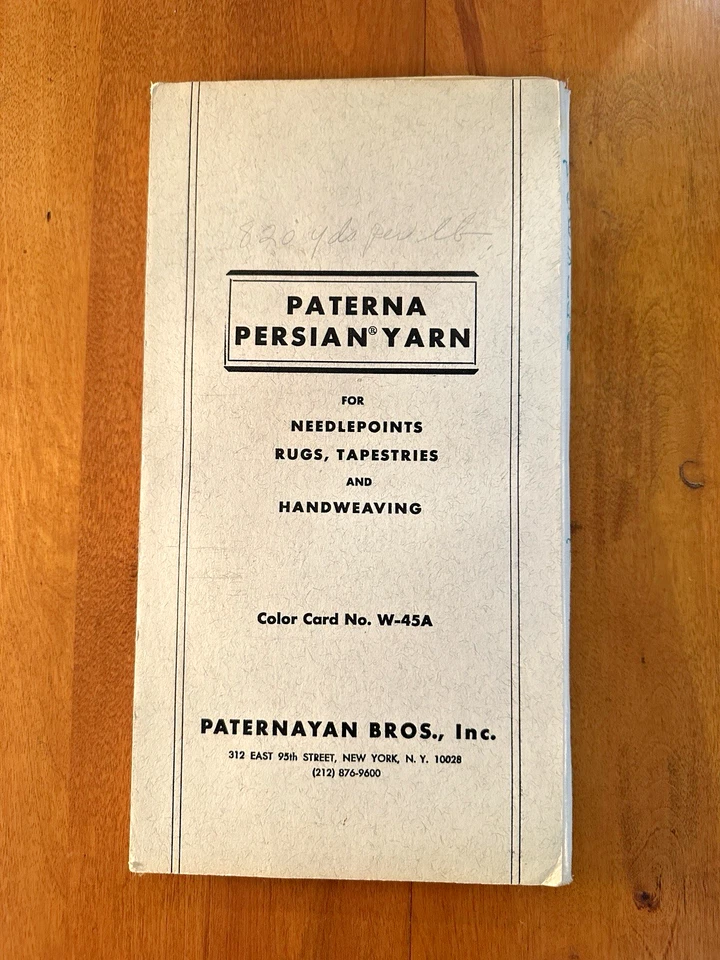 820 yds per lb
PATERNA
PERSIAN® YARN
FOR
NEEDLEPOINTS
RUGS, TAPESTRIES
AND
HANDWEAVING
Color Card No. W-45A
PATERNAYAN BROS., Inc.
312 EAST 95th STREET, NEW YORK, N. Y. 10028
(212) 876-9600